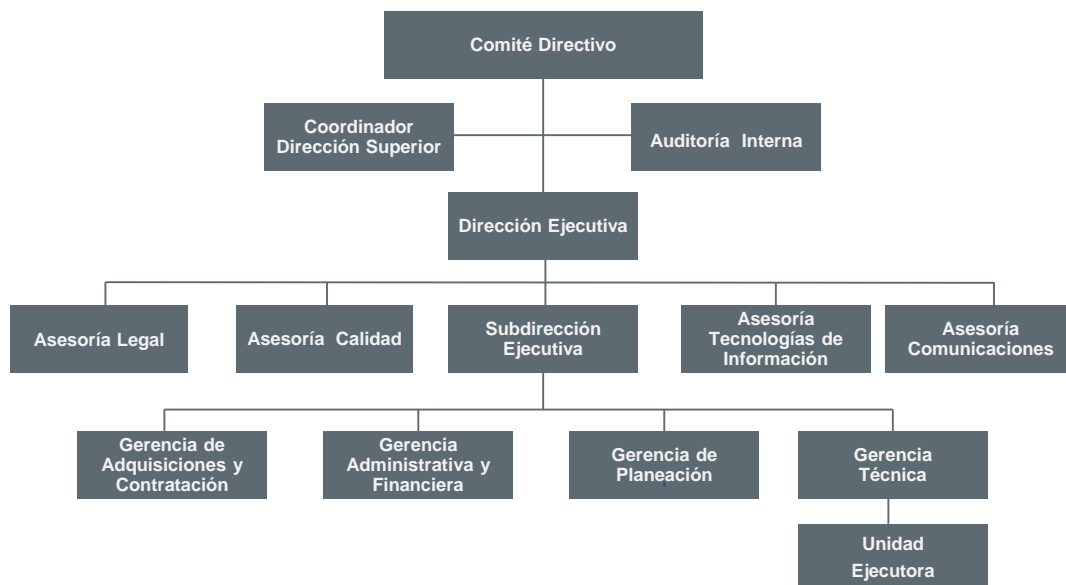 Comité Directivo
Coordinador
Dirección Superior
Auditoría Interna
Dirección Ejecutiva
Asesoría Legal
Asesoría Calidad
Subdirección
Ejecutiva
Asesoría
Tecnologías de
Información
Asesoría
Comunicaciones
Gerencia de
Adquisiciones y
Contratación
Gerencia
Administrativa y
Financiera
Gerencia de
Planeación
Gerencia
Técnica
Unidad
Ejecutora